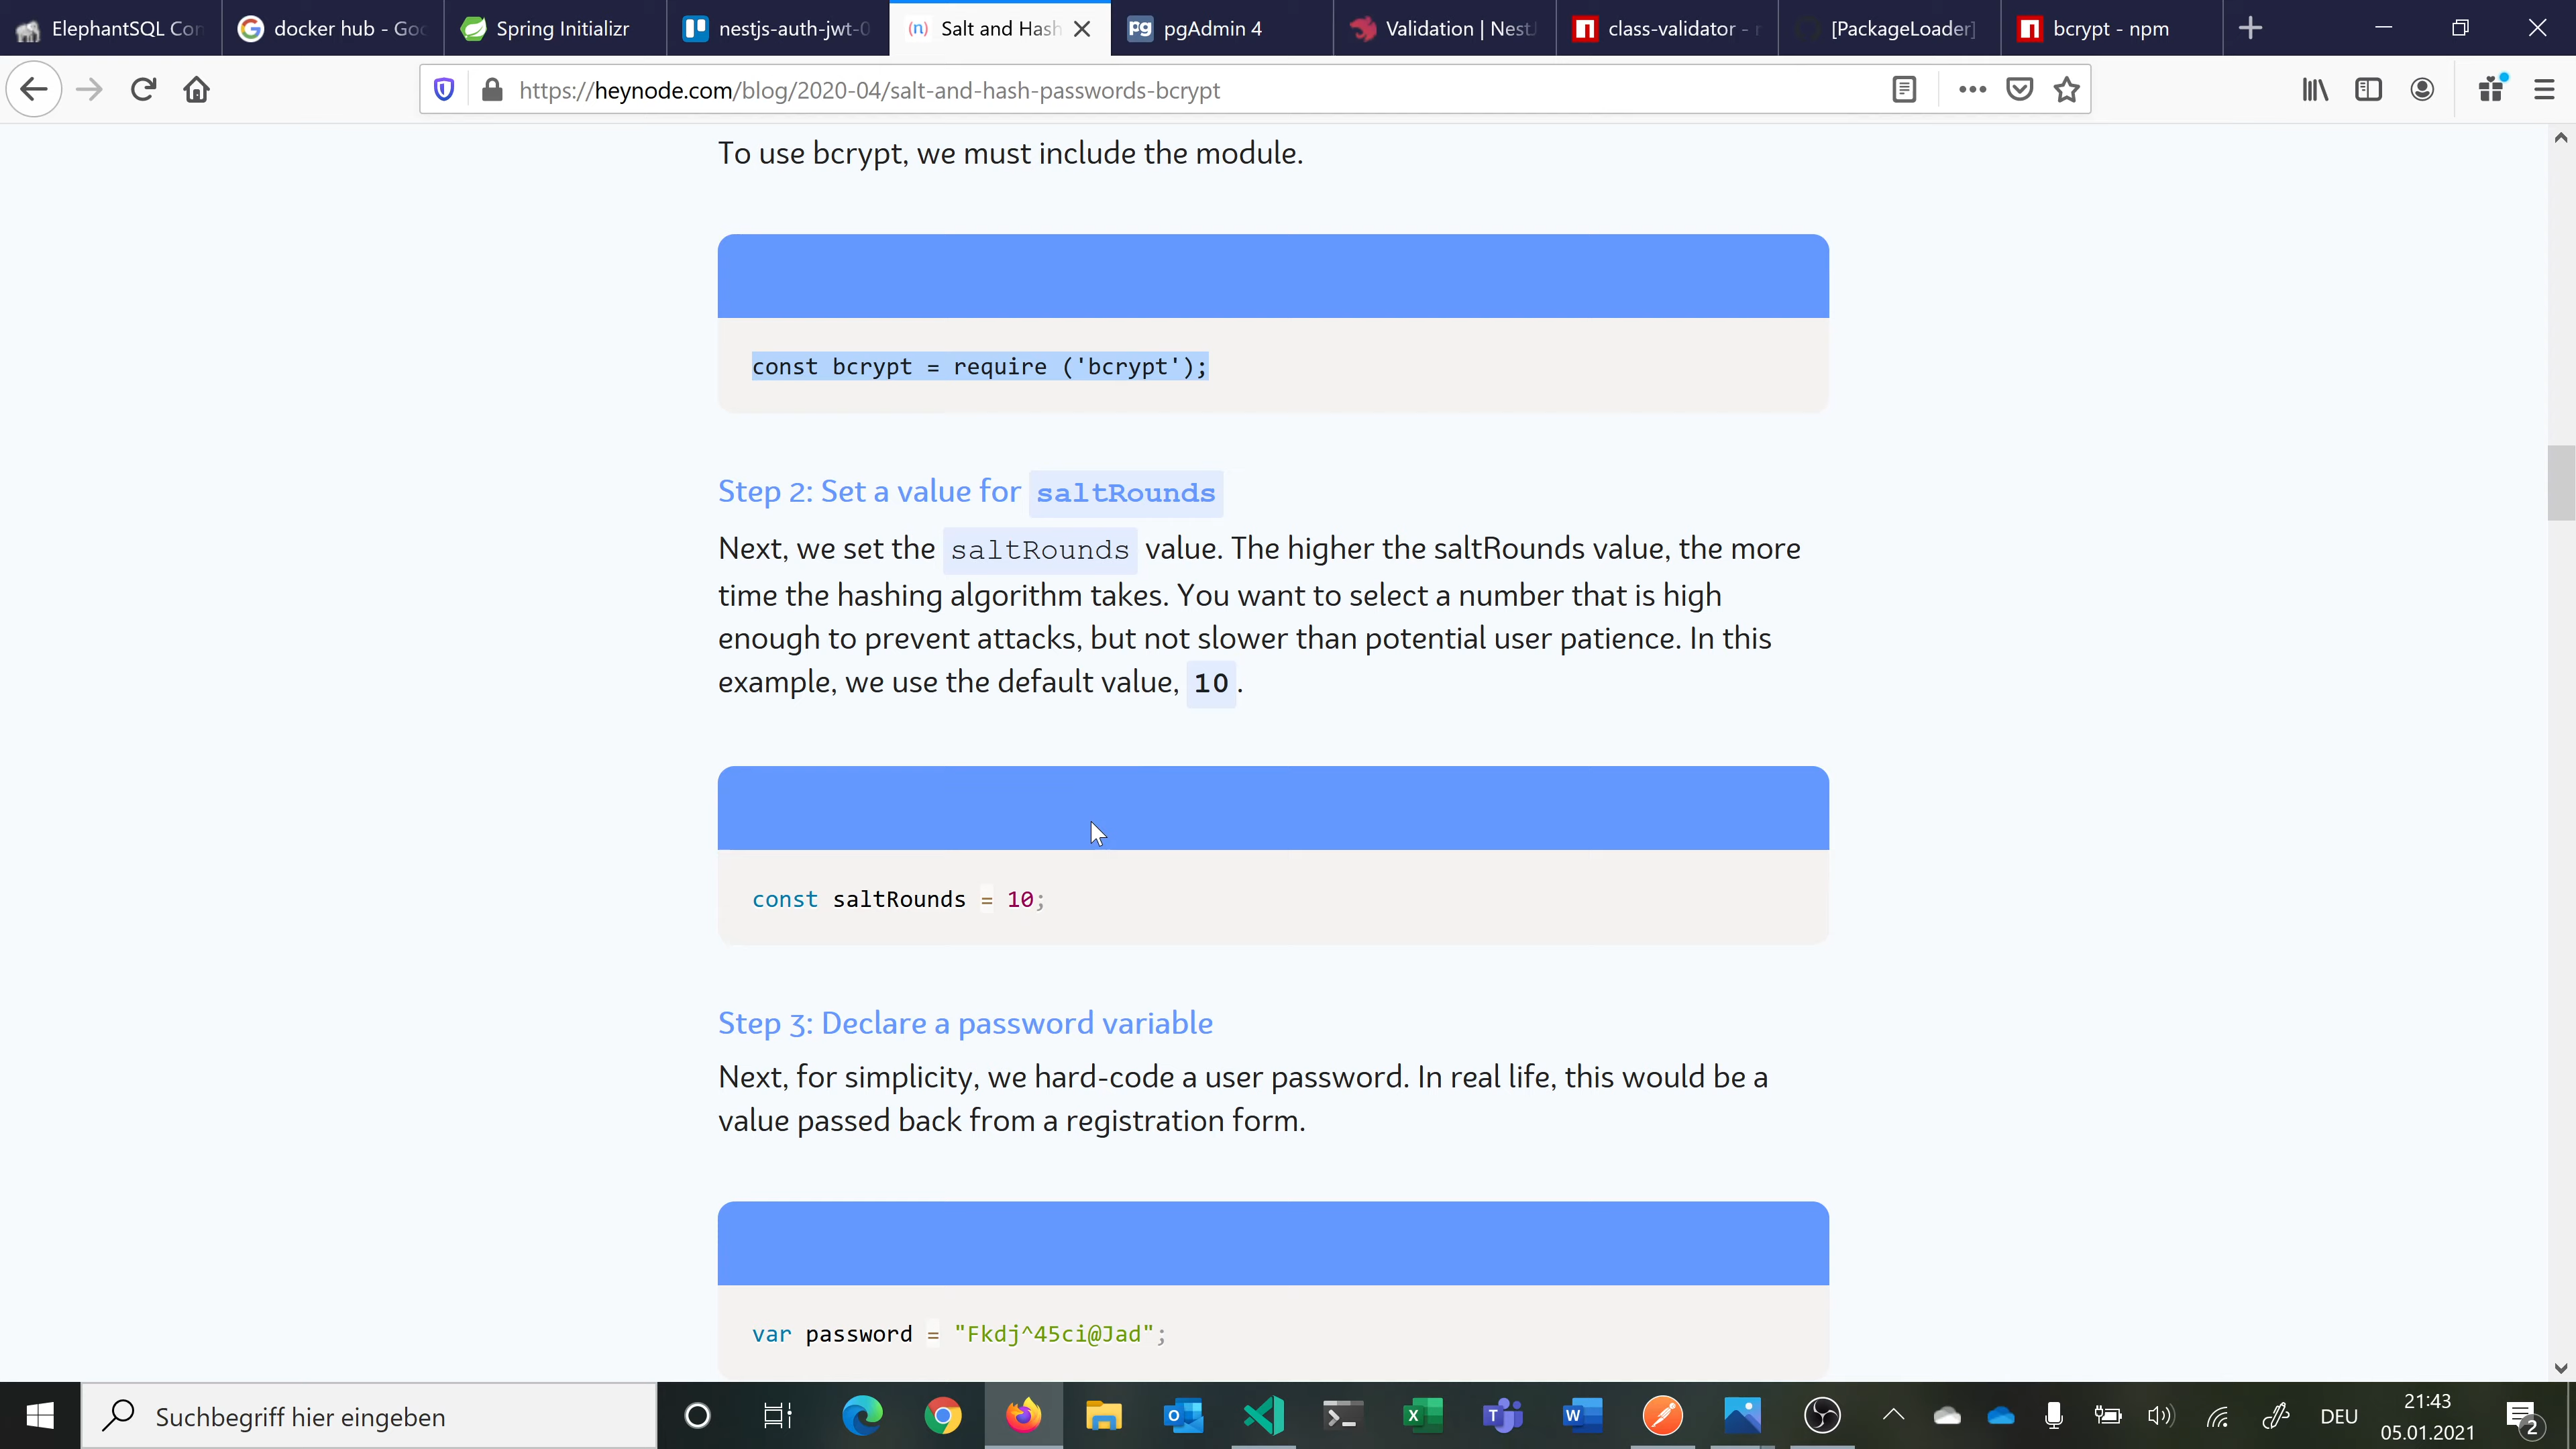 ElephantSQL Con
docker hub - Goo
Spring Initializr
nestjs-auth-jwt-0
Salt and Hash
pgAdmin 4
Validation | NestJ
class-validator - n
[PackageLoader]
bcrypt - npm
https://heynode.com/blog/2020-04/salt-and-hash-passwords-bcrypt
To use bcrypt, we must include the module.
const bcrypt = require ('bcrypt');
Step 2: Set a value for saltRounds
Next, we set the saltRounds value. The higher the saltRounds value, the more
time the hashing algorithm takes. You want to select a number that is high
enough to prevent attacks, but not slower than potential user patience. In this
example, we use the default value, 10.
const saltRounds = 10;
Step 3: Declare a password variable
Next, for simplicity, we hard-code a user password. In real life, this would be a
value passed back from a registration form.
var password = "Fkdj^45ci@Jad";
Suchbegriff hier eingeben
DEU
21:43
05.01.2021
2